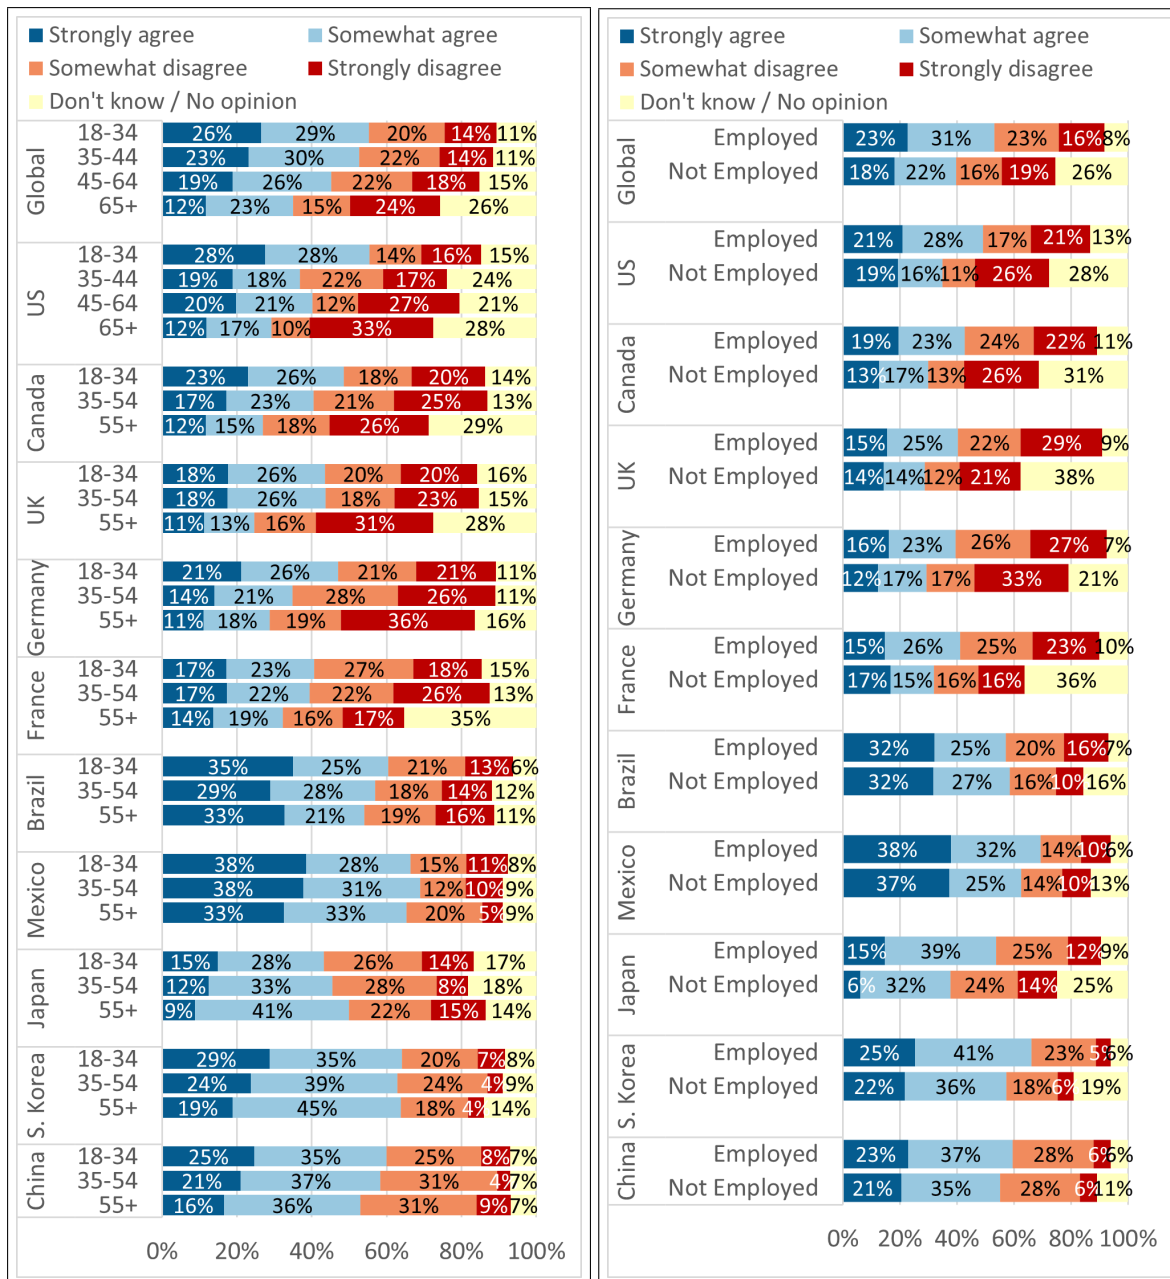 Strongly agree Somewhat agree
Somewhat disagree Strongly disagree
Don't know / No opinion
Global
18-34 26% 29% 20% 14% 11%
35-44 23% 30% 22% 14% 11%
45-64 19% 26% 22% 18% 15%
65+ 12% 23% 15% 24% 26%
US
18-34 28% 28% 14% 16% 15%
35-44 19% 18% 22% 17% 24%
45-64 20% 21% 12% 27% 21%
65+ 12% 17% 10% 33% 28%
Canada
18-34 23% 26% 18% 20% 14%
35-54 17% 23% 21% 25% 13%
55+ 12% 15% 18% 26% 29%
UK
18-34 18% 26% 20% 20% 16%
35-54 18% 26% 18% 23% 15%
55+ 11% 13% 16% 31% 28%
Germany
18-34 21% 26% 21% 21% 11%
35-54 14% 21% 28% 26% 11%
55+ 11% 18% 19% 36% 16%
France
18-34 17% 23% 27% 18% 15%
35-54 17% 22% 22% 26% 13%
55+ 14% 19% 16% 17% 35%
Brazil
18-34 35% 25% 21% 13% 6%
35-54 29% 28% 18% 14% 12%
55+ 33% 21% 19% 16% 11%
Mexico
18-34 38% 28% 15% 11% 8%
35-54 38% 31% 12% 10% 9%
55+ 33% 33% 20% 5% 9%
Japan
18-34 15% 28% 26% 14% 17%
35-54 12% 33% 28% 8% 18%
55+ 9% 41% 22% 15% 14%
S. Korea
18-34 29% 35% 20% 7% 8%
35-54 24% 39% 24% 4% 9%
55+ 19% 45% 18% 4% 14%
China
18-34 25% 35% 25% 8% 7%
35-54 21% 37% 31% 4% 7%
55+ 16% 36% 31% 9% 7%
0% 20% 40% 60% 80% 100%
Strongly agree Somewhat agree
Somewhat disagree Strongly disagree
Don't know / No opinion
Global
Employed 23% 31% 23% 16% 8%
Not Employed 18% 22% 16% 19% 26%
US
Employed 21% 28% 17% 21% 13%
Not Employed 19% 16% 11% 26% 28%
Canada
Employed 19% 23% 24% 22% 11%
Not Employed 13% 17% 13% 26% 31%
UK
Employed 15% 25% 22% 29% 9%
Not Employed 14% 14% 12% 21% 38%
Germany
Employed 16% 23% 26% 27% 7%
Not Employed 12% 17% 17% 33% 21%
France
Employed 15% 26% 25% 23% 10%
Not Employed 17% 15% 16% 16% 36%
Brazil
Employed 32% 25% 20% 16% 7%
Not Employed 32% 27% 16% 10% 16%
Mexico
Employed 38% 32% 14% 10% 6%
Not Employed 37% 25% 14% 10% 13%
Japan
Employed 15% 39% 25% 12% 9%
Not Employed 6% 32% 24% 14% 25%
S. Korea
Employed 25% 41% 23% 5% 6%
Not Employed 22% 36% 18% 6% 19%
China
Employed 23% 37% 28% 6% 6%
Not Employed 21% 35% 28% 6% 11%
0% 20% 40% 60% 80% 100%